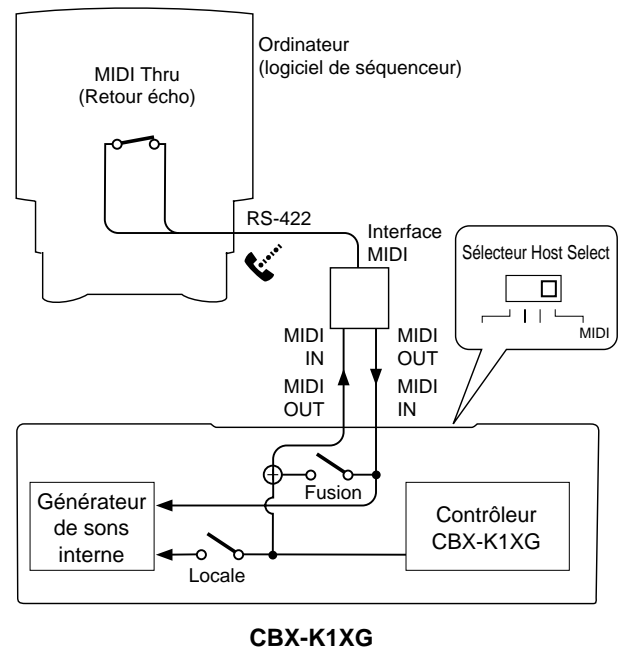 Ordinateur
(logiciel de séquenceur)
MIDI Thru
(Retour écho)
RS-422
Interface
MIDI
Sélecteur Host Select
MIDI
MIDI
IN
MIDI
OUT
MIDI
OUT
MIDI
IN
Fusion
Générateur
de sons
interne
Locale
Contrôleur
CBX-K1XG
CBX-K1XG